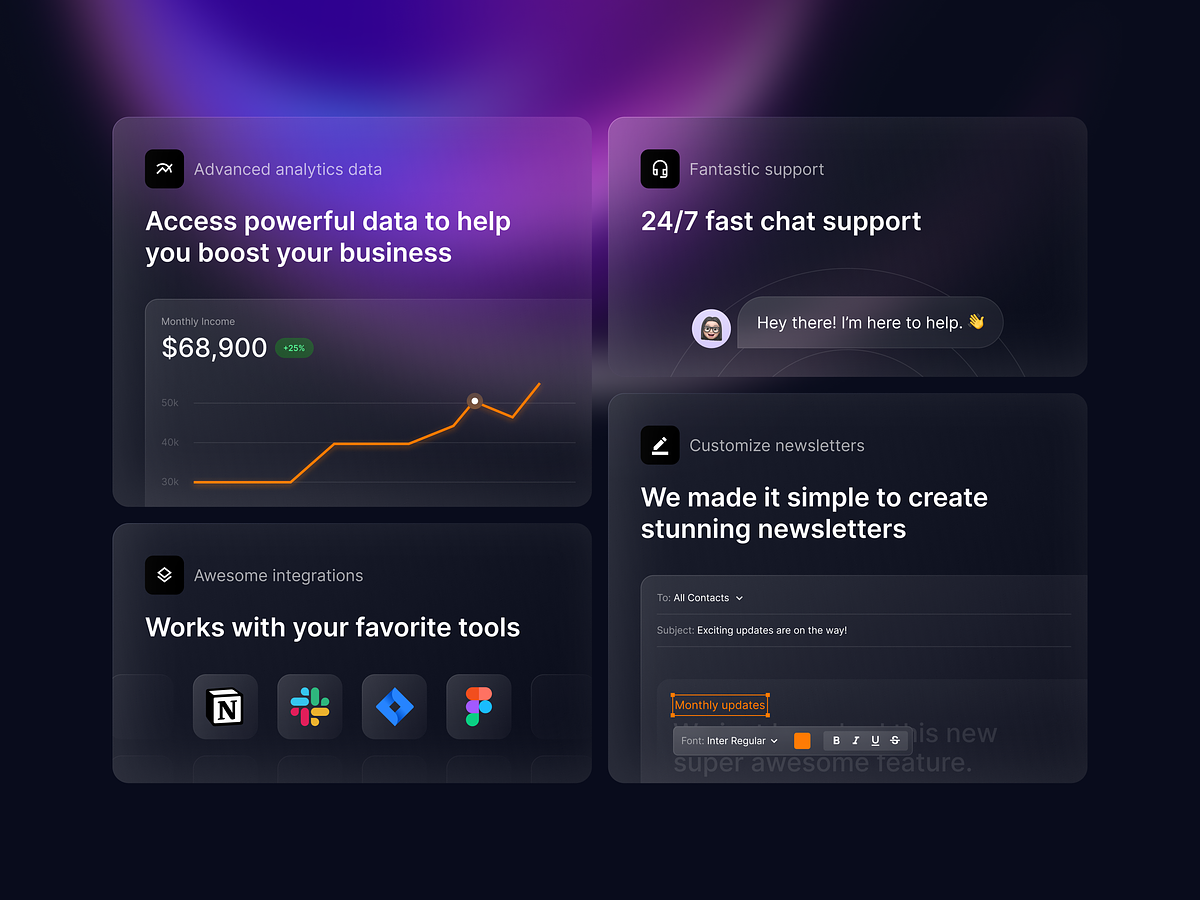 Advanced analytics data
Access powerful data to help
you boost your business
Monthly Income
$68,900 +25%
50k
40k
30k
Awesome integrations
Works with your favorite tools
N
Fantastic support
24/7 fast chat support
Hey there! I'm here to help. 👋
Customize newsletters
We made it simple to create
stunning newsletters
To: All Contacts
Subject: Exciting updates are on the way!
Monthly updates
this new
Font: Inter Regular B I U S
super awesome feature.